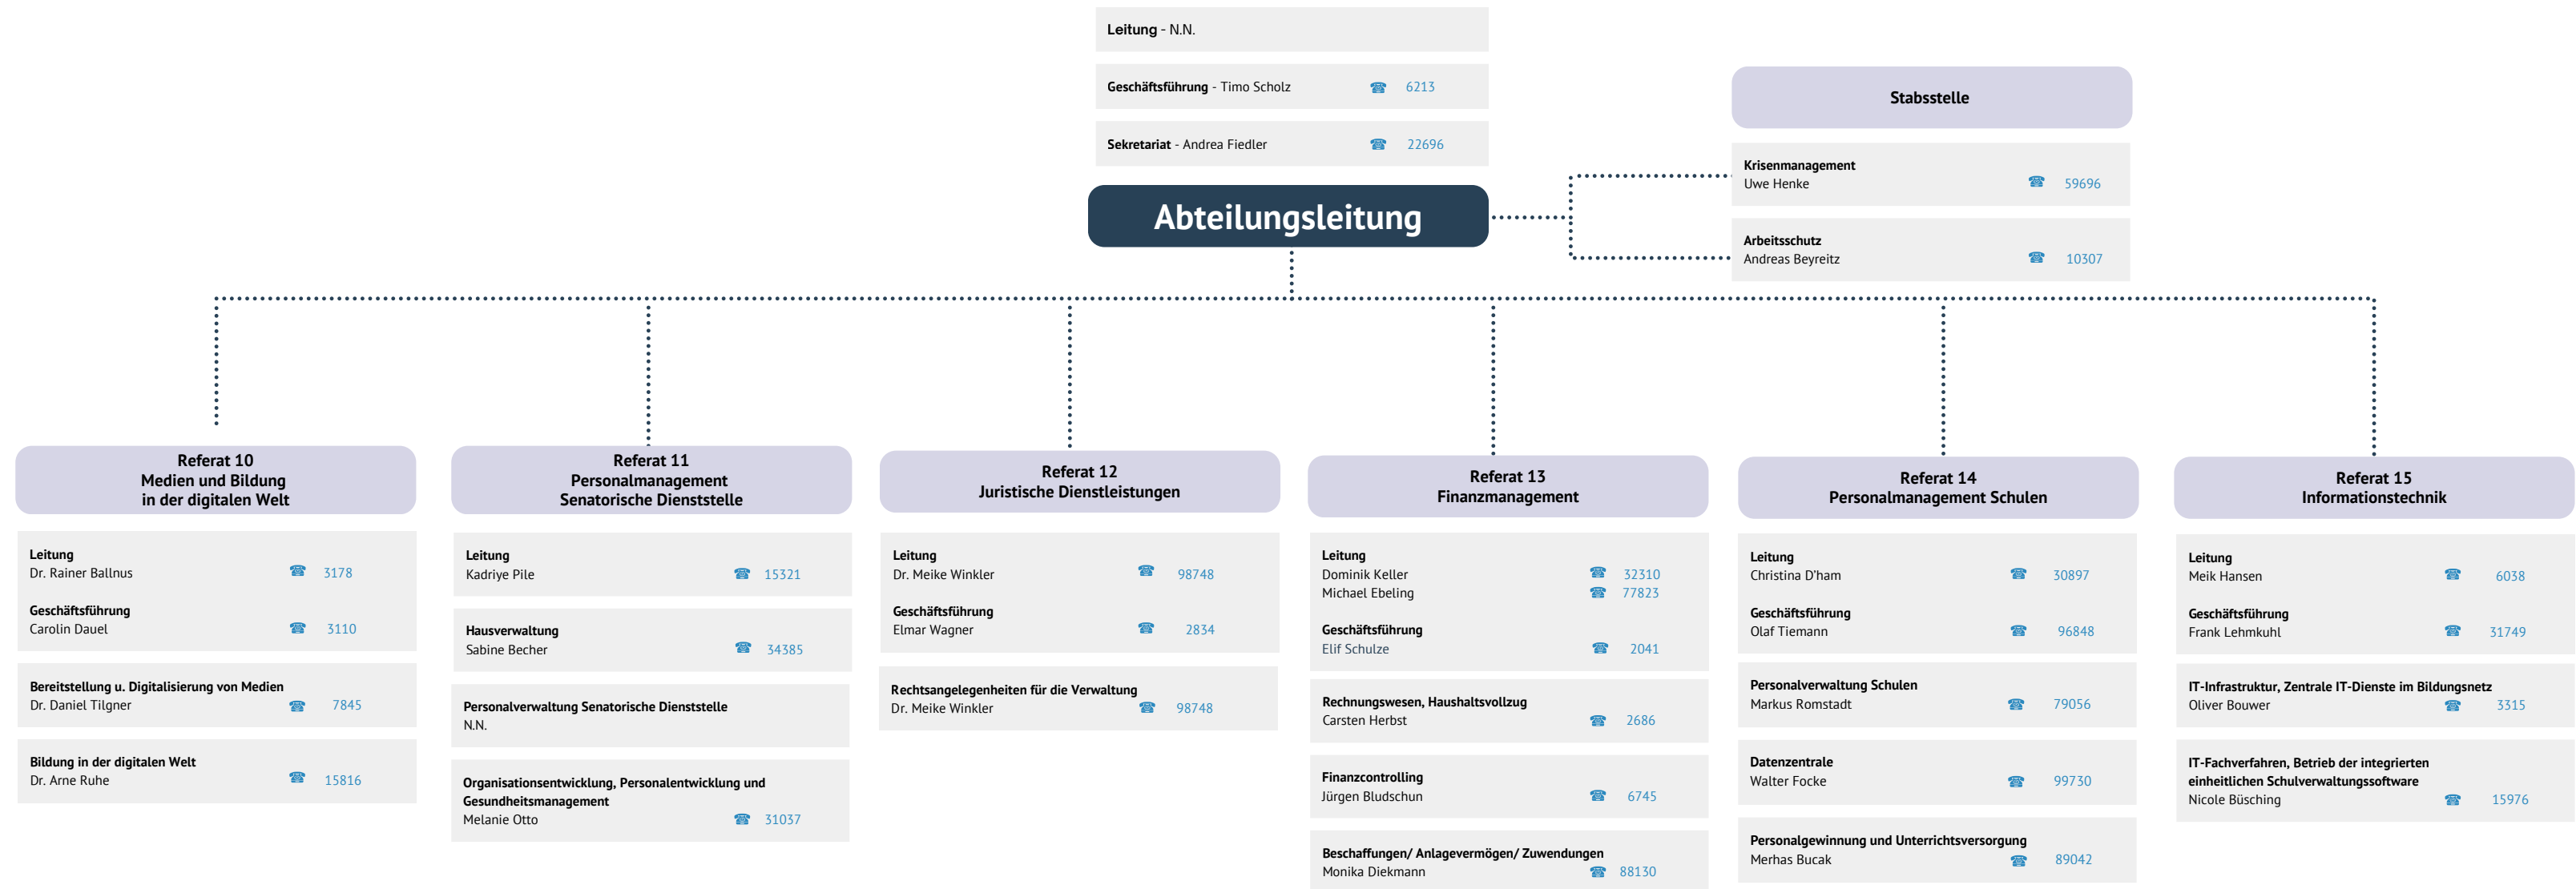 Leitung - N.N.
Geschäftsführung - Timo Scholz ☎ 6213
Sekretariat - Andrea Fiedler ☎ 22696
Abteilungsleitung
Stabsstelle
Krisenmanagement
Uwe Henke ☎ 59696
Arbeitsschutz
Andreas Beyreitz ☎ 10307
Referat 10
Medien und Bildung
in der digitalen Welt
Leitung
Dr. Rainer Ballnus ☎ 3178
Geschäftsführung
Carolin Dauel ☎ 3110
Bereitstellung u. Digitalisierung von Medien
Dr. Daniel Tilgner ☎ 7845
Bildung in der digitalen Welt
Dr. Arne Ruhe ☎ 15816
Referat 11
Personalmanagement
Senatorische Dienststelle
Leitung
Kadriye Pile ☎ 15321
Hausverwaltung
Sabine Becher ☎ 34385
Personalverwaltung Senatorische Dienststelle
N.N.
Organisationsentwicklung, Personalentwicklung und
Gesundheitsmanagement
Melanie Otto ☎ 31037
Referat 12
Juristische Dienstleistungen
Leitung
Dr. Meike Winkler ☎ 98748
Geschäftsführung
Elmar Wagner ☎ 2834
Rechtsangelegenheiten für die Verwaltung
Dr. Meike Winkler ☎ 98748
Referat 13
Finanzmanagement
Leitung
Dominik Keller ☎ 32310
Michael Ebeling ☎ 77823
Geschäftsführung
Elif Schulze ☎ 2041
Rechnungswesen, Haushaltsvollzug
Carsten Herbst ☎ 2686
Finanzcontrolling
Jürgen Bludschun ☎ 6745
Beschaffungen/ Anlagevermögen/ Zuwendungen
Monika Diekmann ☎ 88130
Referat 14
Personalmanagement Schulen
Leitung
Christina D'ham ☎ 30897
Geschäftsführung
Olaf Tiemann ☎ 96848
Personalverwaltung Schulen
Markus Romstadt ☎ 79056
Datenzentrale
Walter Focke ☎ 99730
Personalgewinnung und Unterrichtsversorgung
Merhas Bucak ☎ 89042
Referat 15
Informationstechnik
Leitung
Meik Hansen ☎ 6038
Geschäftsführung
Frank Lehmkuhl ☎ 31749
IT-Infrastruktur, Zentrale IT-Dienste im Bildungsnetz
Oliver Bouwer ☎ 3315
IT-Fachverfahren, Betrieb der integrierten
einheitlichen Schulverwaltungssoftware
Nicole Büsching ☎ 15976